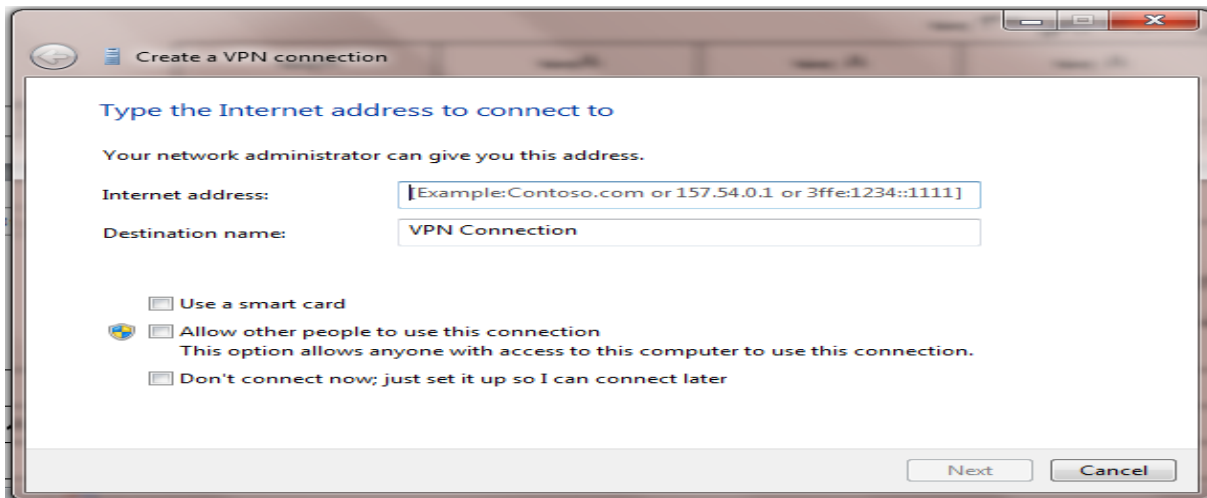 Create a VPN connection
Type the Internet address to connect to
Your network administrator can give you this address.
Internet address: [Example:Contoso.com or 157.54.0.1 or 3ffe:1234::1111]
Destination name: VPN Connection
Use a smart card
Allow other people to use this connection
This option allows anyone with access to this computer to use this connection.
Don't connect now; just set it up so I can connect later
Next Cancel